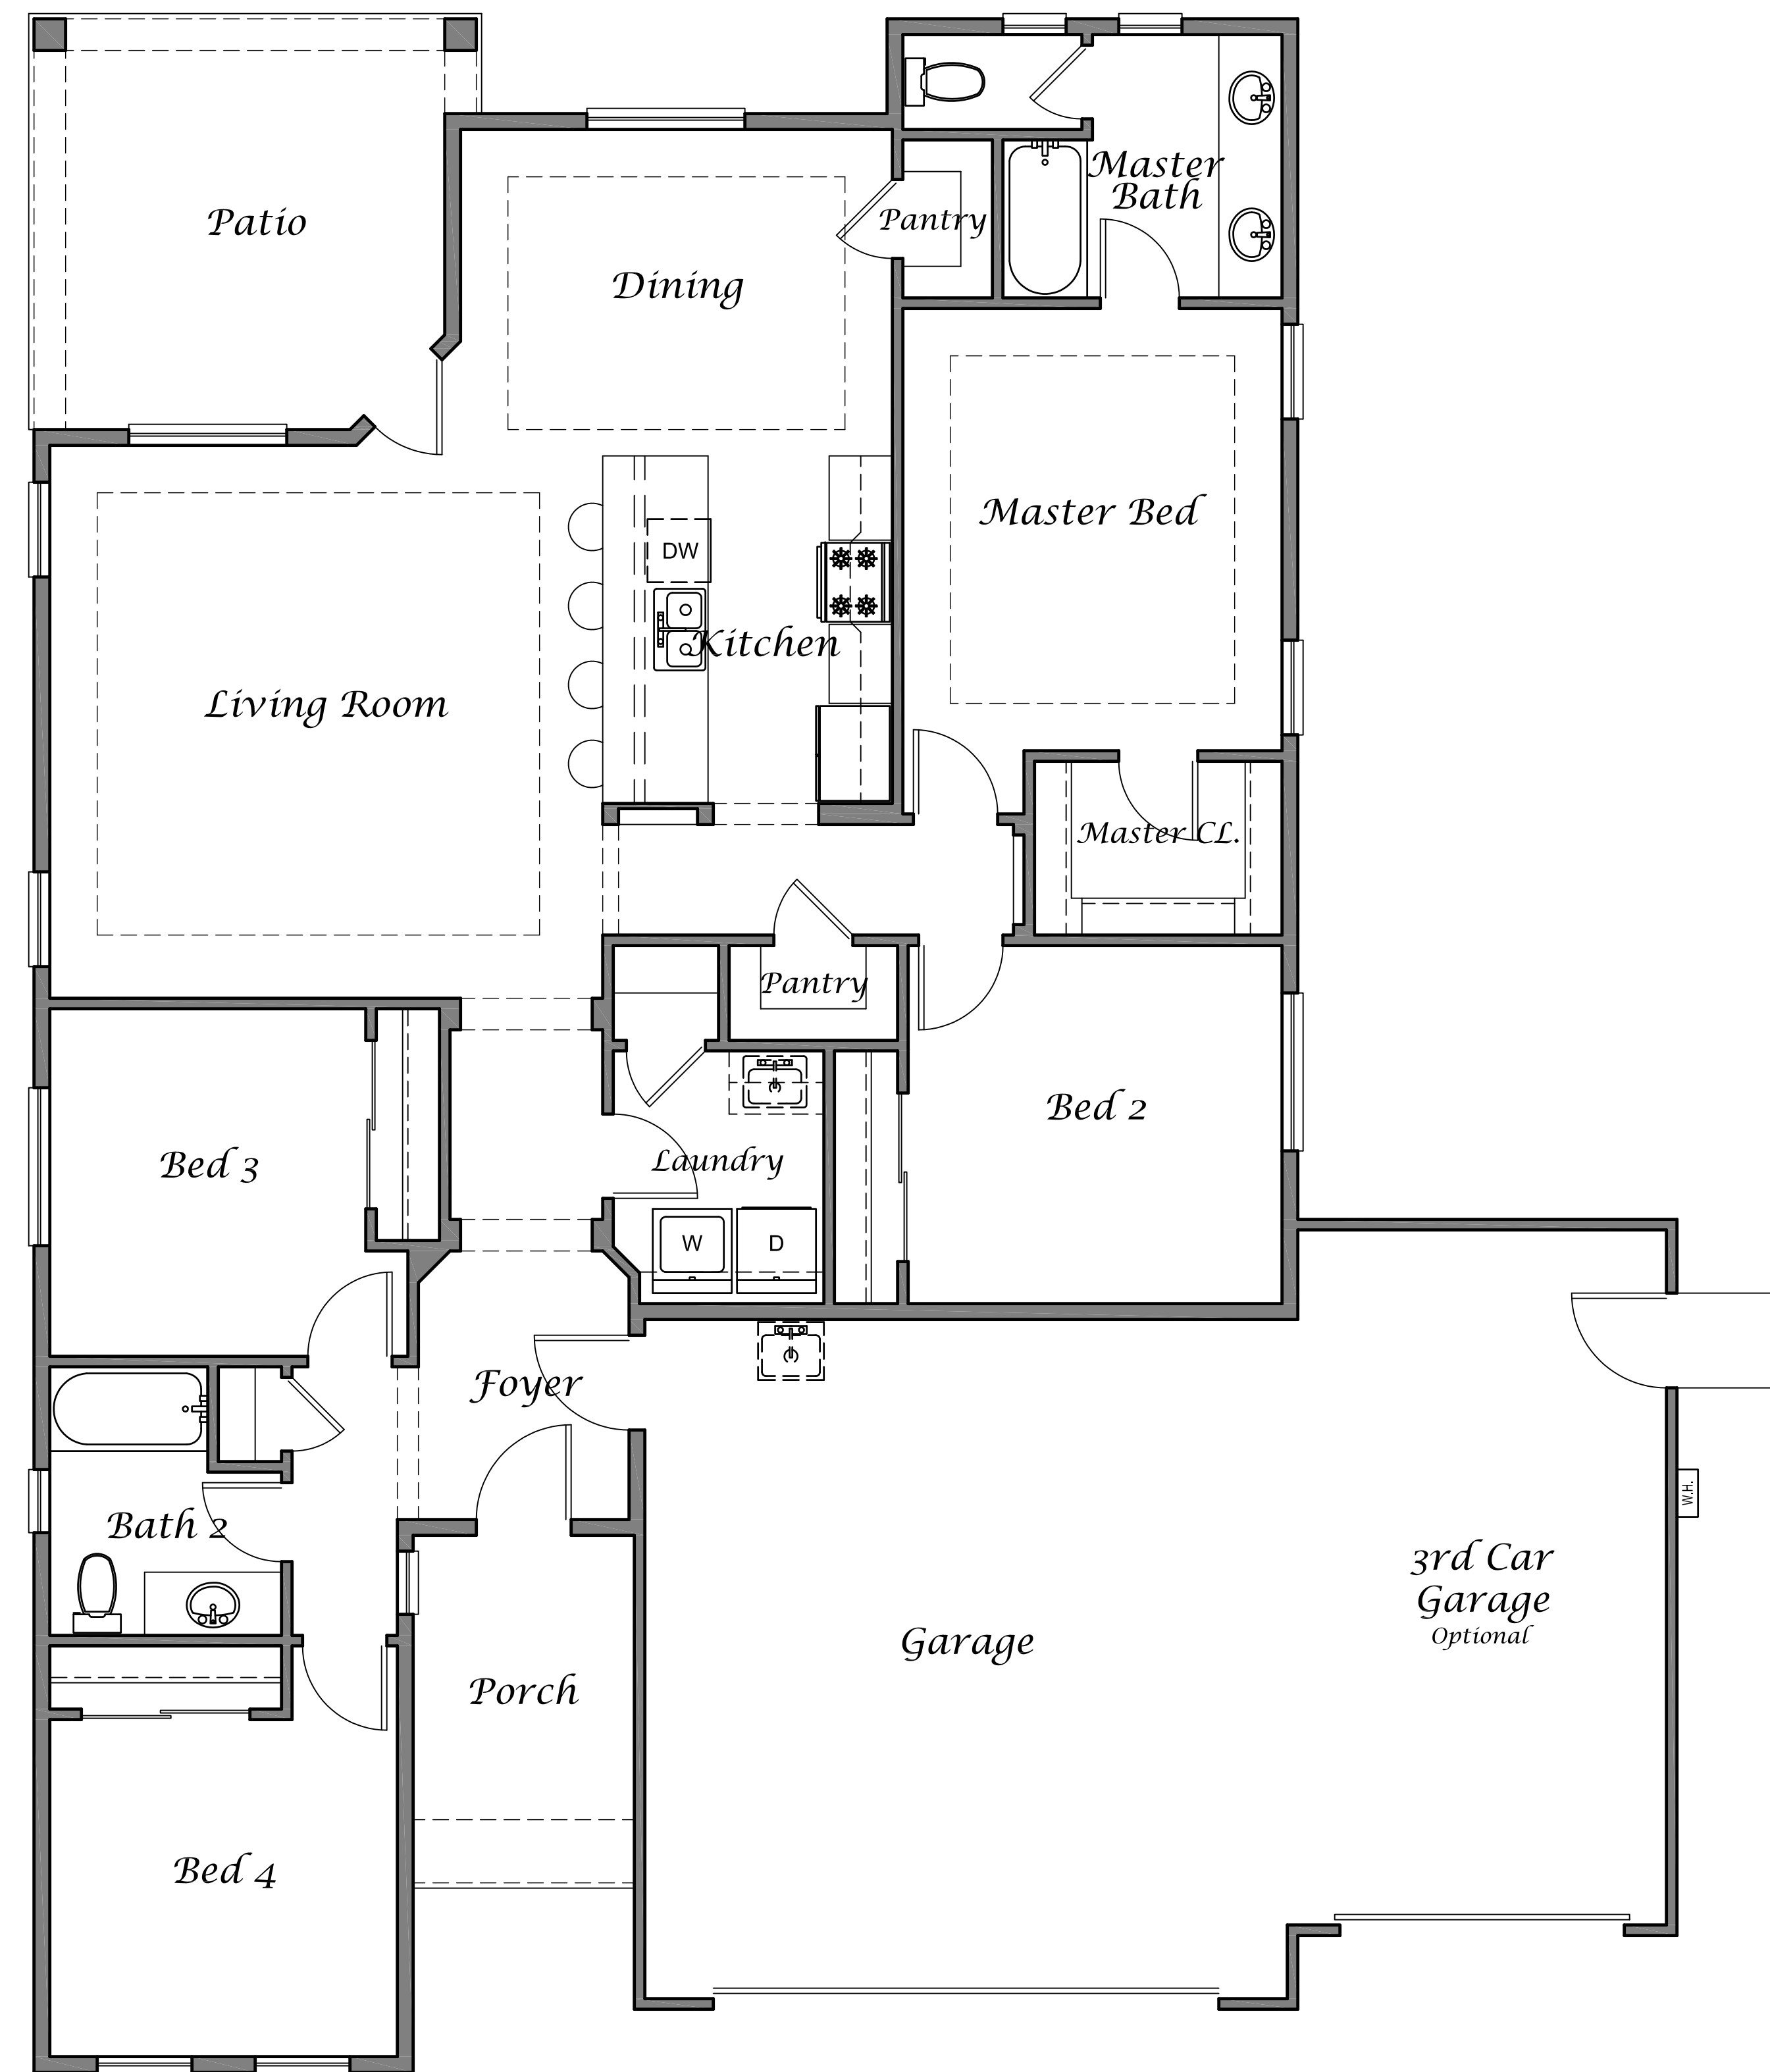 Master
Bath
Patio
Pantry
Dining
Master Bed
DW
Kitchen
Living Room
Master CL.
Pantry
Bed 2
Laundry
Bed 3
W
D
Foyer
W.H.
Bath 2
3rd Car
Garage
Optional
Garage
Porch
Bed 4